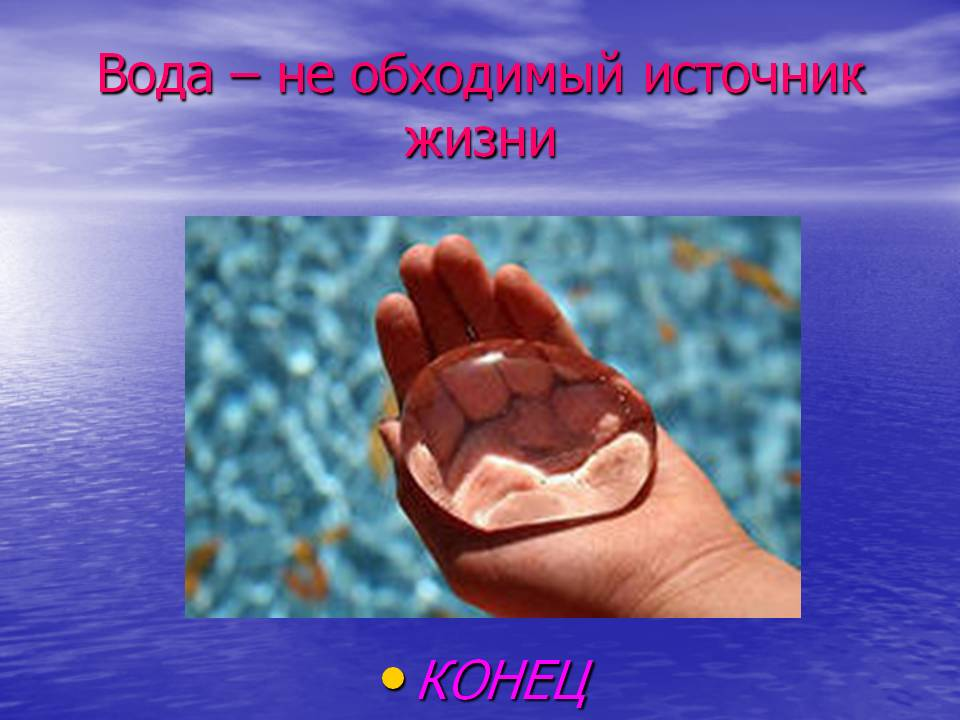 Вода – не обходимый источник
жизни
• КОНЕЦ